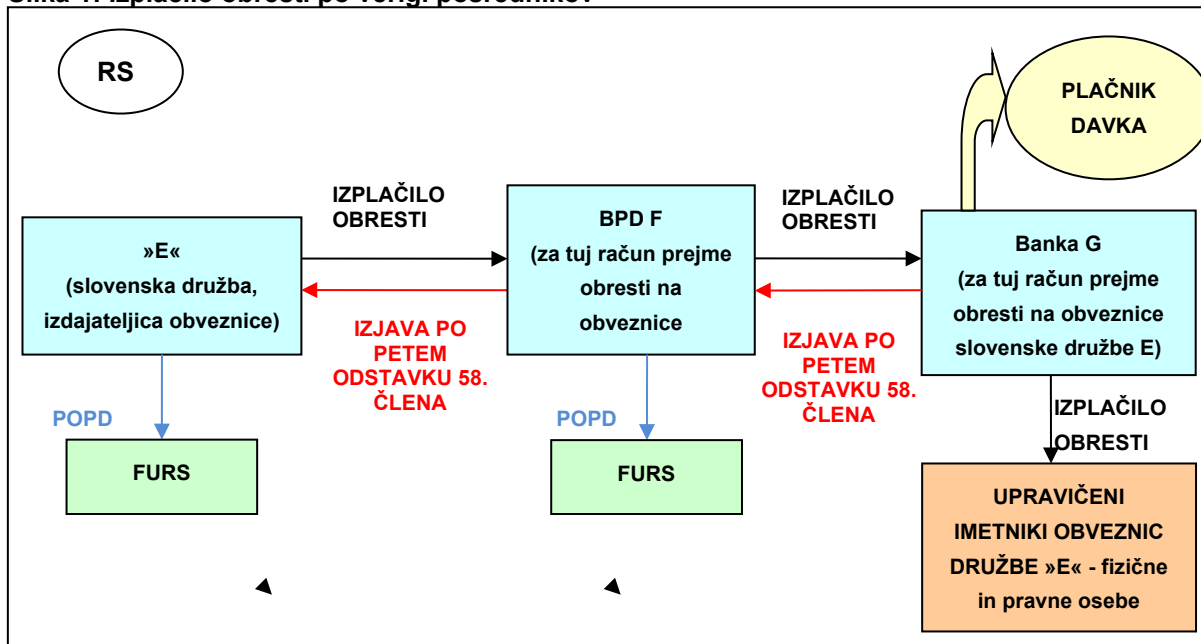 Slika 1: Izplačilo obresti po verigi posrednikov
RS
PLAČNIK
DAVKA
IZPLAČILO
OBRESTI
IZPLAČILO
OBRESTI
»E«
(slovenska družba,
izdajateljica obveznice)
BPD F
(za tuj račun prejme
obresti na
obveznice
Banka G
(za tuj račun prejme
obresti na obveznice
slovenske družbe E)
IZJAVA PO
PETEM
ODSTAVKU 58.
ČLENA
IZJAVA PO
PETEM
ODSTAVKU 58.
ČLENA
POPD
POPD
IZPLAČILO
OBRESTI
FURS
FURS
UPRAVIČENI
IMETNIKI OBVEZNIC
DRUŽBE »E« - fizične
in pravne osebe